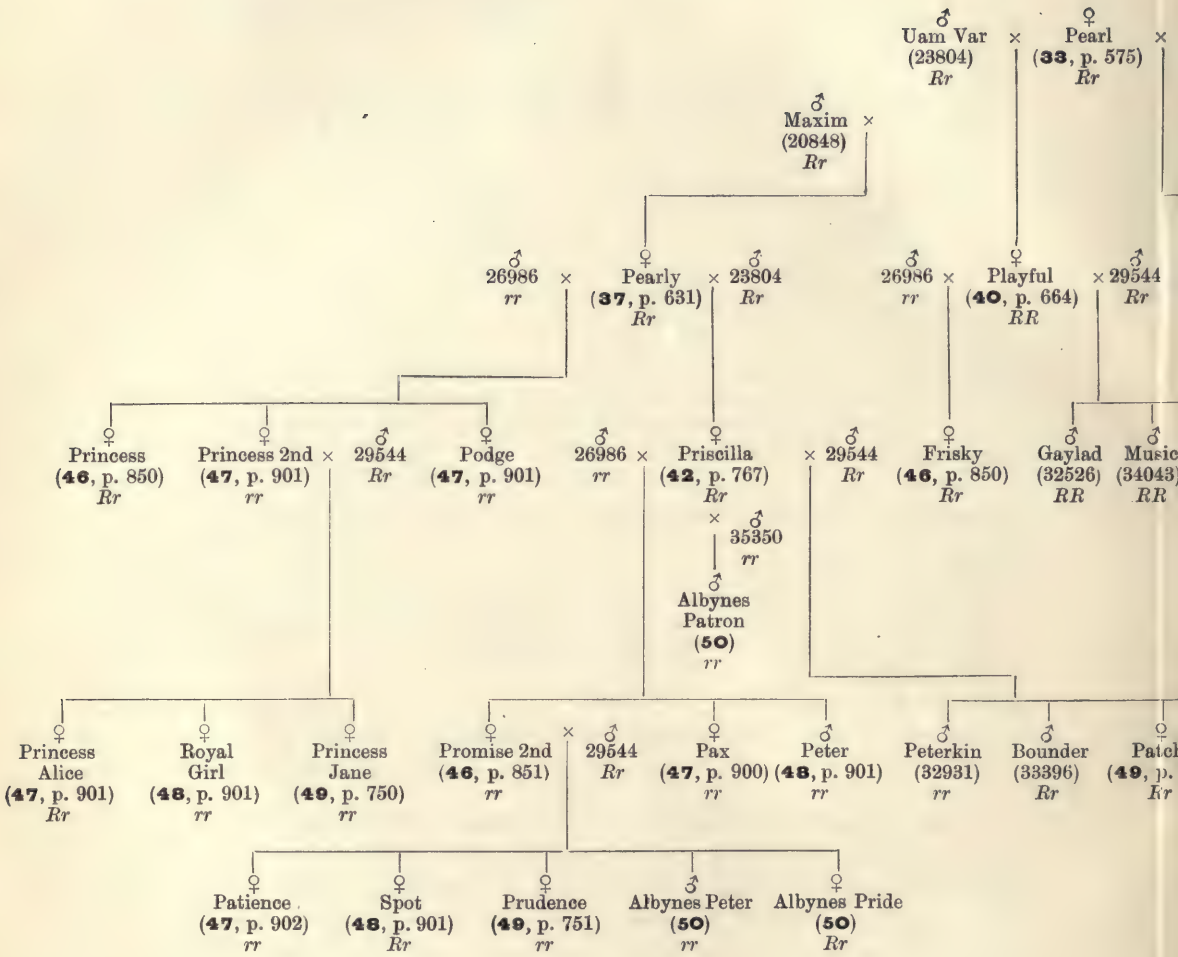 ♂ ♀
Uam Var × Pearl ×
(23804) (33, p. 575)
Rr Rr
♂
Maxim ×
(20848)
Rr
♂ ♀ ♂ ♂ ♀ ♂
26986 × Pearly × 23804 26986 × Playful × 29544
rr (37, p. 631) Rr rr (40, p. 664) Rr
Rr RR
♀ ♀ ♂ ♀ ♂ ♀ ♂ ♀ ♂ ♂
Princess Princess 2nd × 29544 Podge 26986 × Priscilla × 29544 Frisky Gaylad Music
(46, p. 850) (47, p. 901) Rr (47, p. 901) rr (42, p. 767) Rr (46, p. 850) (32526) (34043)
Rr rr rr Rr Rr RR RR
× ♂
35350
rr
♂
Albynes
Patron
(50)
rr
♀ ♀ ♀ ♀ × ♂ ♀ ♂ ♂ ♂ ♀
Princess Royal Princess Promise 2nd 29544 Pax Peter Peterkin Bounder Patch
Alice Girl Jane (46, p. 851) Rr (47, p. 900) (48, p. 901) (32931) (33396) (49, p.
(47, p. 901) (48, p. 901) (49, p. 750) rr rr rr rr Rr Rr
Rr rr rr
♀ ♀ ♀ ♂ ♀
Patience Spot Prudence Albynes Peter Albynes Pride
(47, p. 902) (48, p. 901) (49, p. 751) (50) (50)
rr Rr rr rr Rr